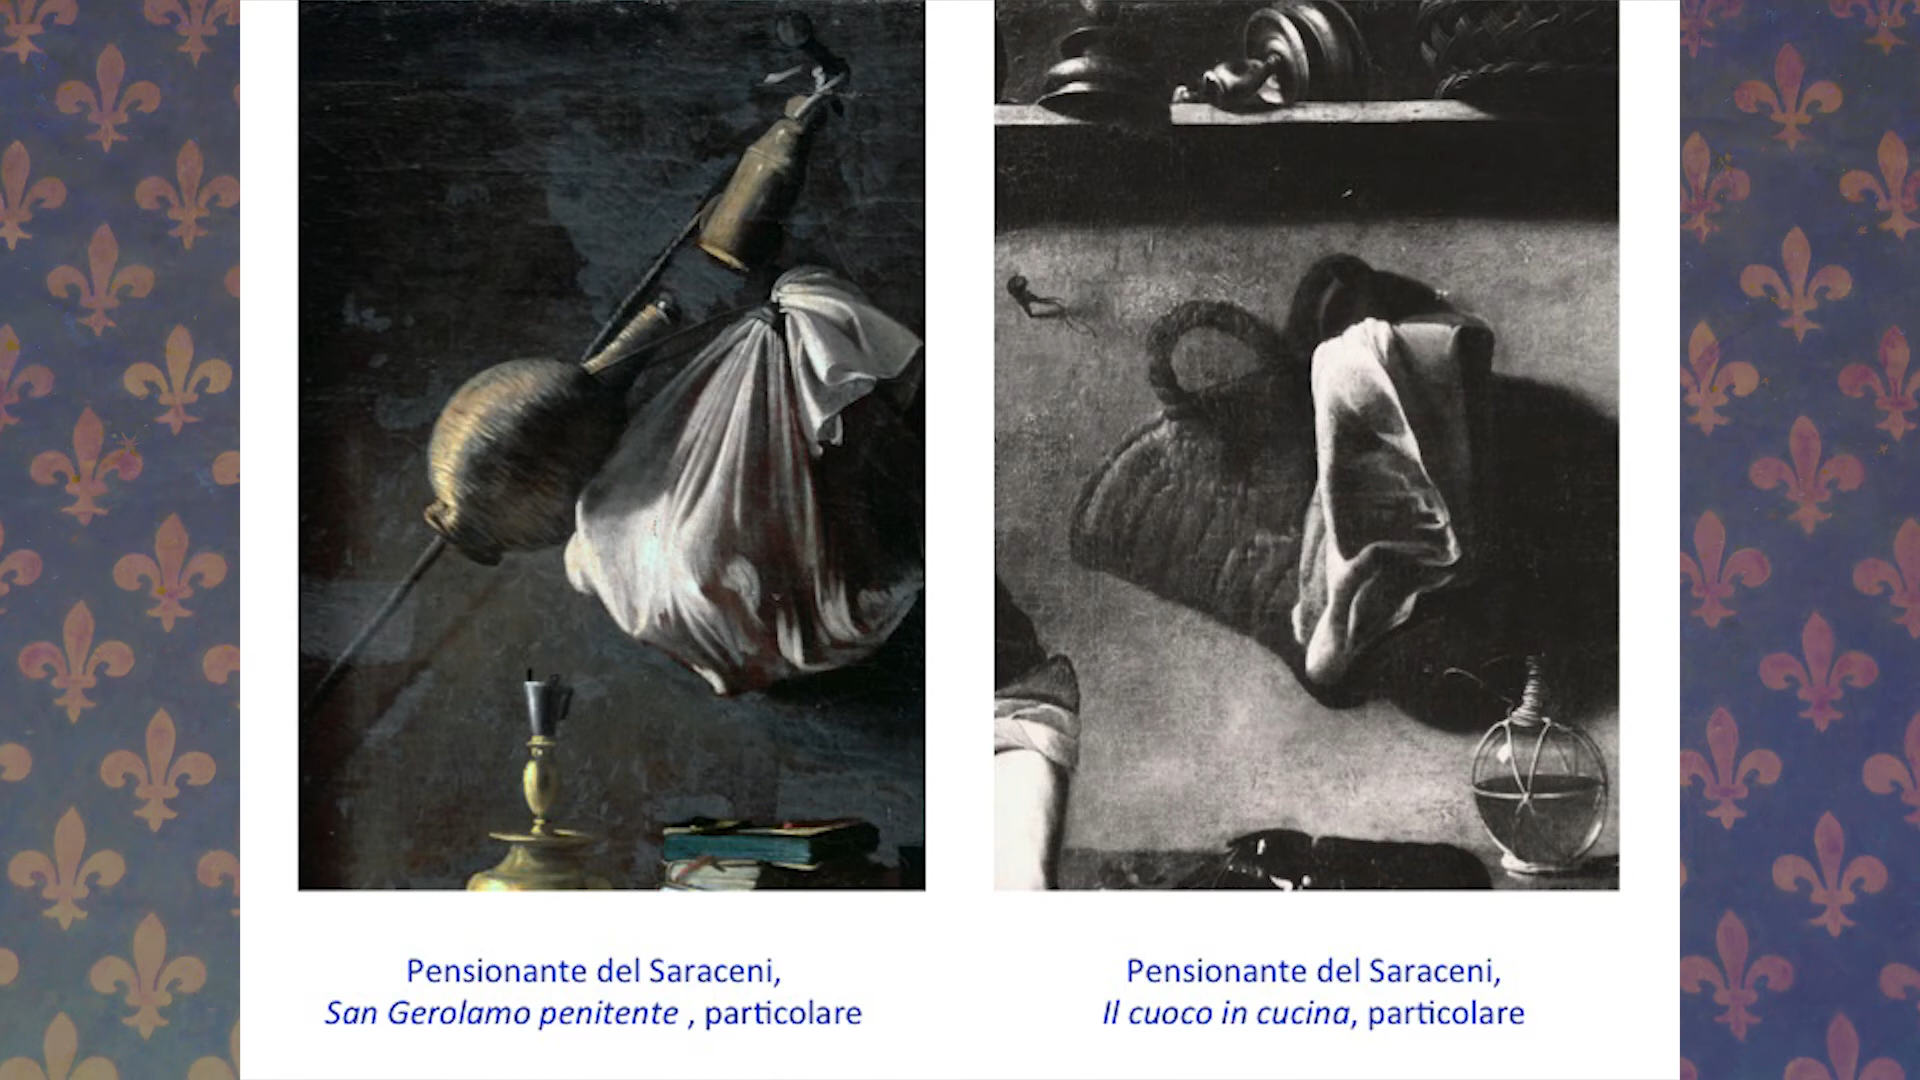 Pensionante del Saraceni,
San Gerolamo penitente , particolare
Pensionante del Saraceni,
Il cuoco in cucina, particolare